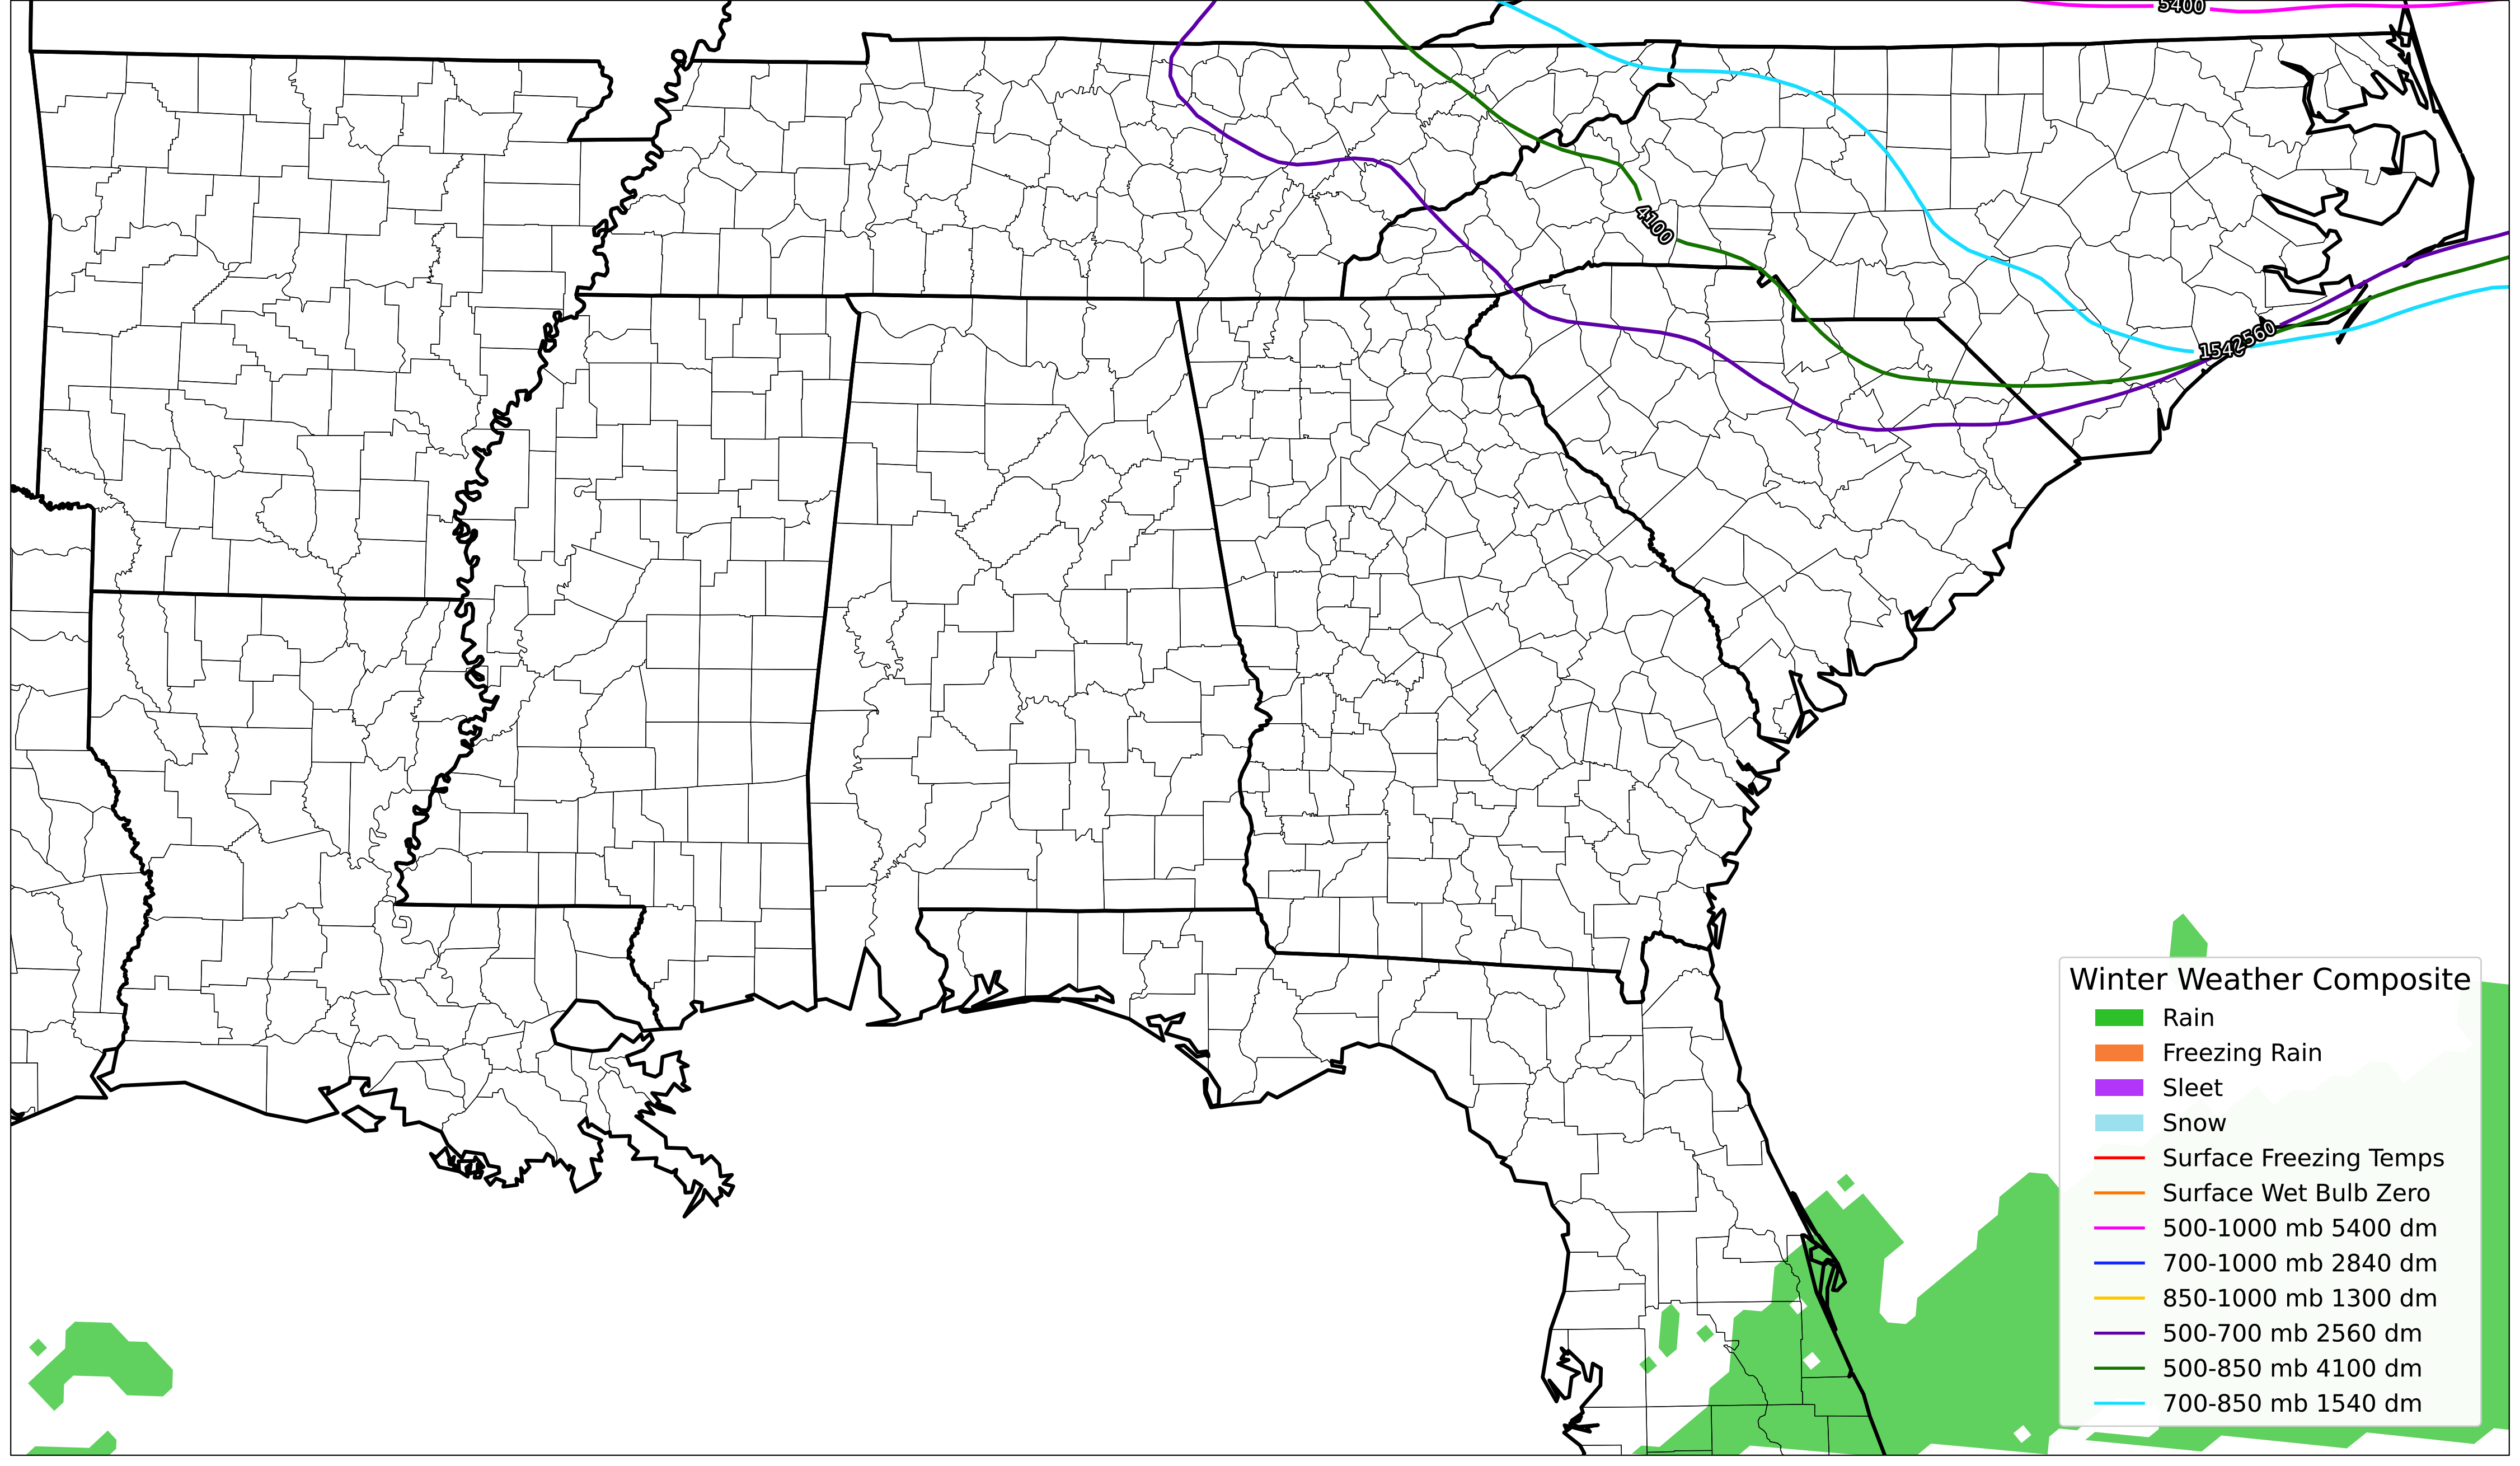 5400
4100
1540
2560
Winter Weather Composite
Rain
Freezing Rain
Sleet
Snow
Surface Freezing Temps
Surface Wet Bulb Zero
500-1000 mb 5400 dm
700-1000 mb 2840 dm
850-1000 mb 1300 dm
500-700 mb 2560 dm
500-850 mb 4100 dm
700-850 mb 1540 dm